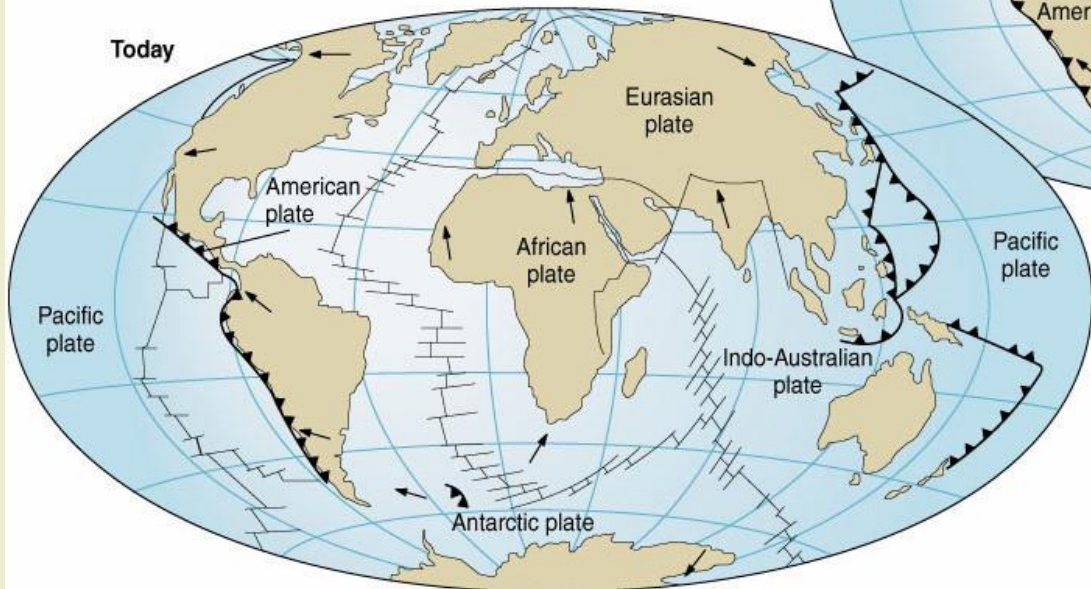 Today
Amer
Eurasian
plate
American
plate
African
plate
Pacific
plate
Pacific
plate
Indo-Australian
plate
Antarctic plate